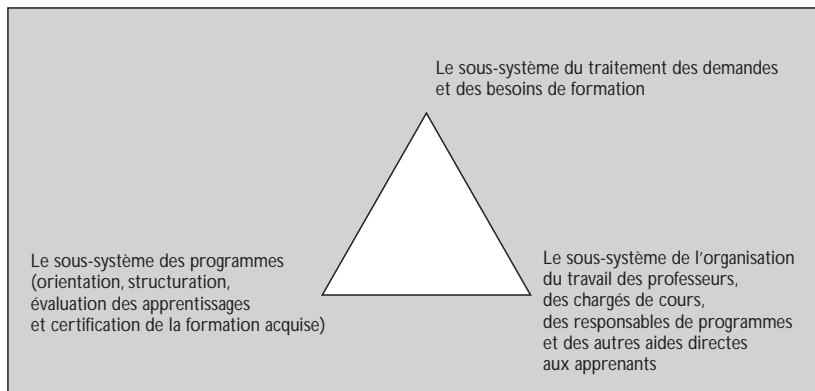 Le sous-système du traitement des demandes
et des besoins de formation
Le sous-système des programmes
(orientation, structuration,
évaluation des apprentissages
et certification de la formation acquise)
Le sous-système de l'organisation
du travail des professeurs,
des chargés de cours,
des responsables de programmes
et des autres aides directes
aux apprenants